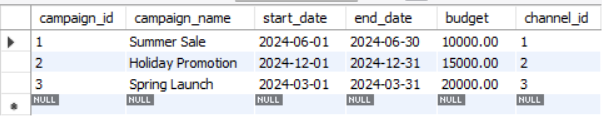 campaign_id campaign_name start_date end_date budget channel_id
1 Summer Sale 2024-06-01 2024-06-30 10000.00 1
2 Holiday Promotion 2024-12-01 2024-12-31 15000.00 2
3 Spring Launch 2024-03-01 2024-03-31 20000.00 3
NULL NULL NULL NULL NULL NULL